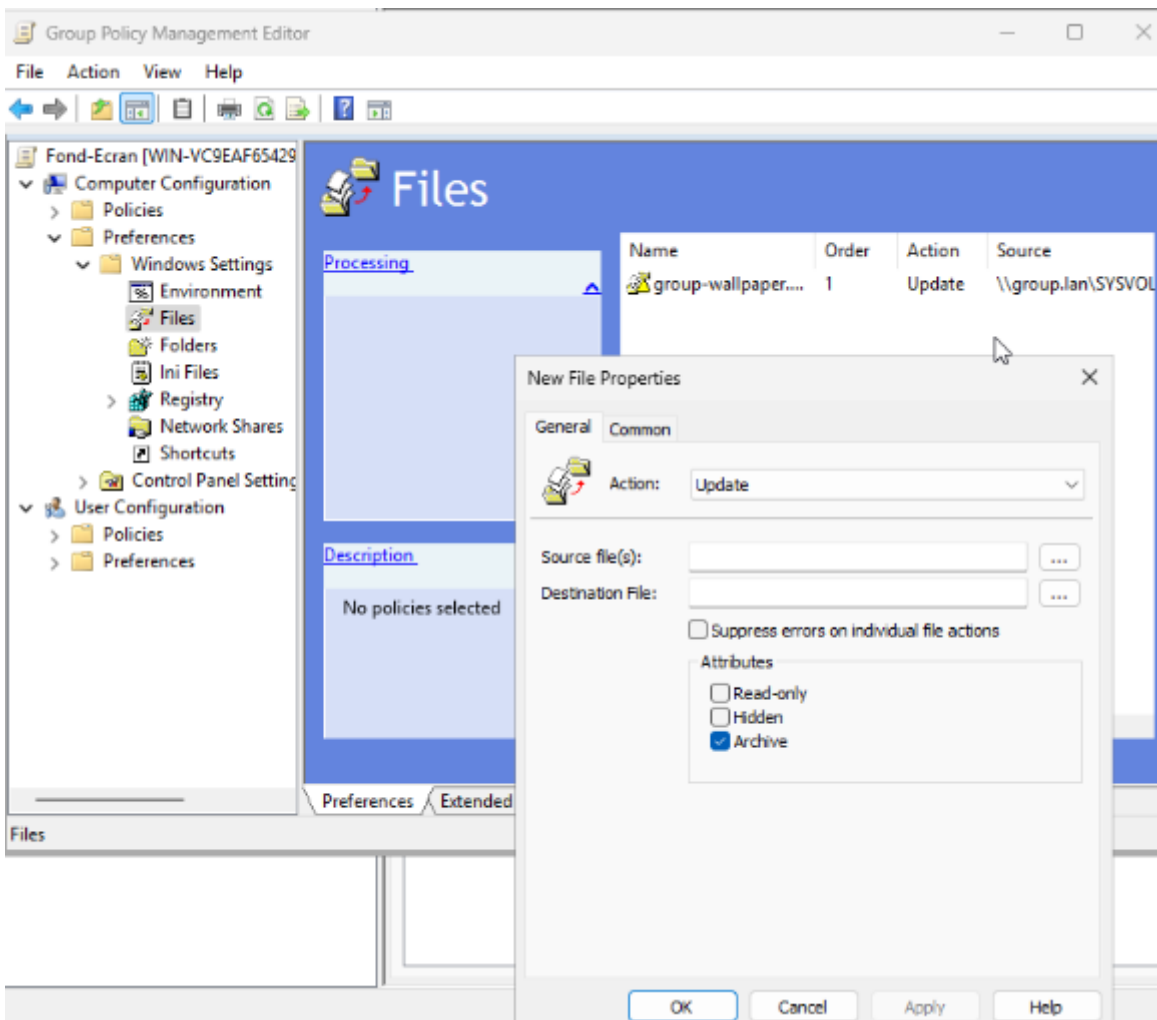 Group Policy Management Editor
File Action View Help
Fond-Ecran [WIN-VC9EAF65429
Computer Configuration
Policies
Preferences
Windows Settings
Environment
Files
Folders
Ini Files
Registry
Network Shares
Shortcuts
Control Panel Setting
User Configuration
Policies
Preferences
Files
Processing
Description
No policies selected
Name Order Action Source
group-wallpaper.... 1 Update \\group.lan\SYSVOL
Preferences Extended
Files
New File Properties
General Common
Action: Update
Source file(s): ...
Destination File: ...
Suppress errors on individual file actions
Attributes
Read-only
Hidden
Archive
OK Cancel Apply Help